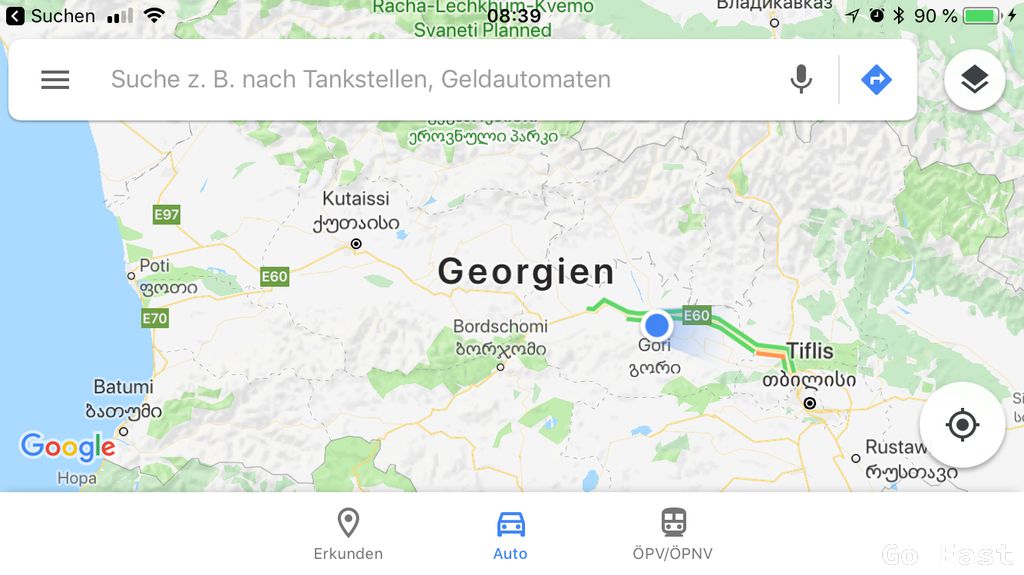 Suchen 08:39 90 %
Racha-Lechkhum-Kvemo
Svaneti Planned
Владикавказ
Suche z. B. nach Tankstellen, Geldautomaten
ეროვნული პარკი
Kutaissi
ქუთაისი
E97
Georgien
Poti
ფოთი
E60
E70
E60
Bordschomi
ბორჯომი
Gori
გორი
Tiflis
თბილისი
Batumi
ბათუმი
Google
Hopa
Rustaw
რუსთავი
Erkunden
Auto
ÖPV/ÖPNV
Go Fast